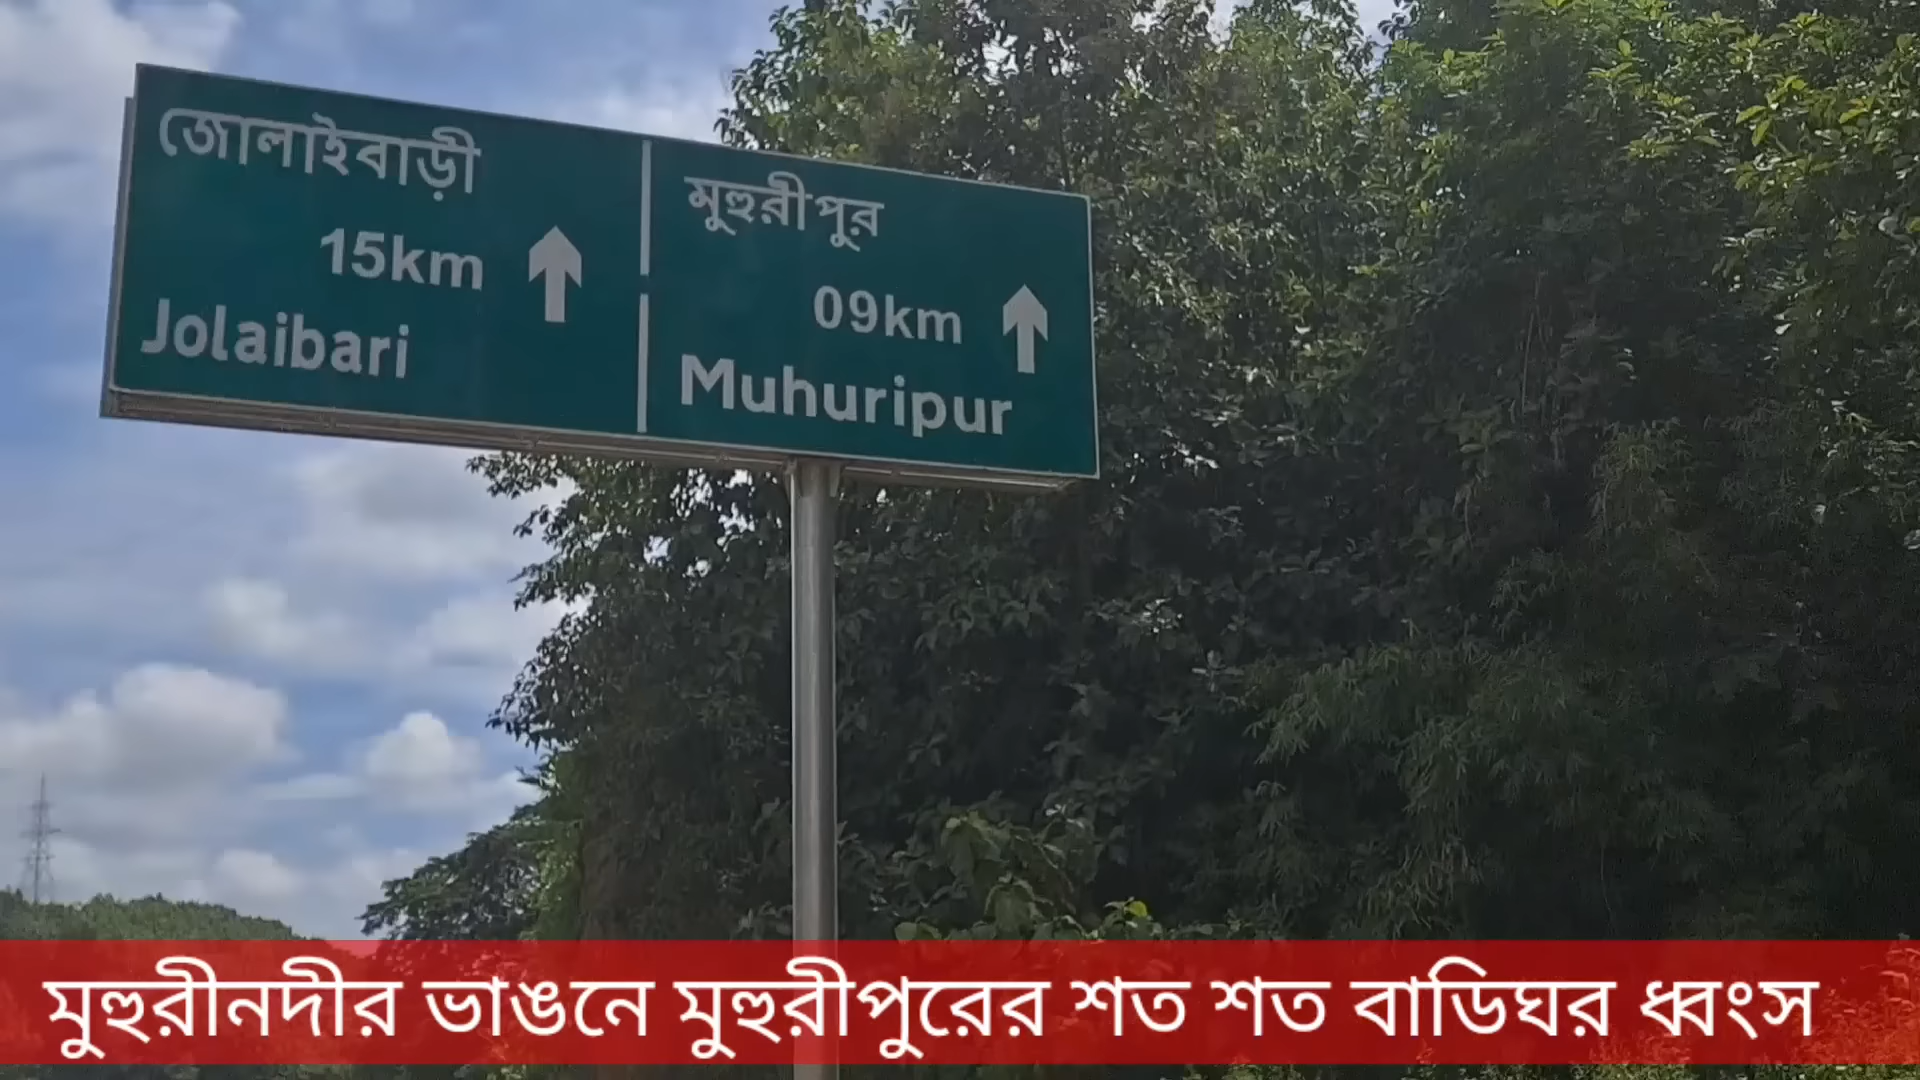 জোলাইবাড়ী
15km
Jolaibari
মুহুরীপুর
09km
Muhuripur
মুহুরীনদীর ভাঙনে মুহুরীপুরের শত শত বাডিঘর ধ্বংস